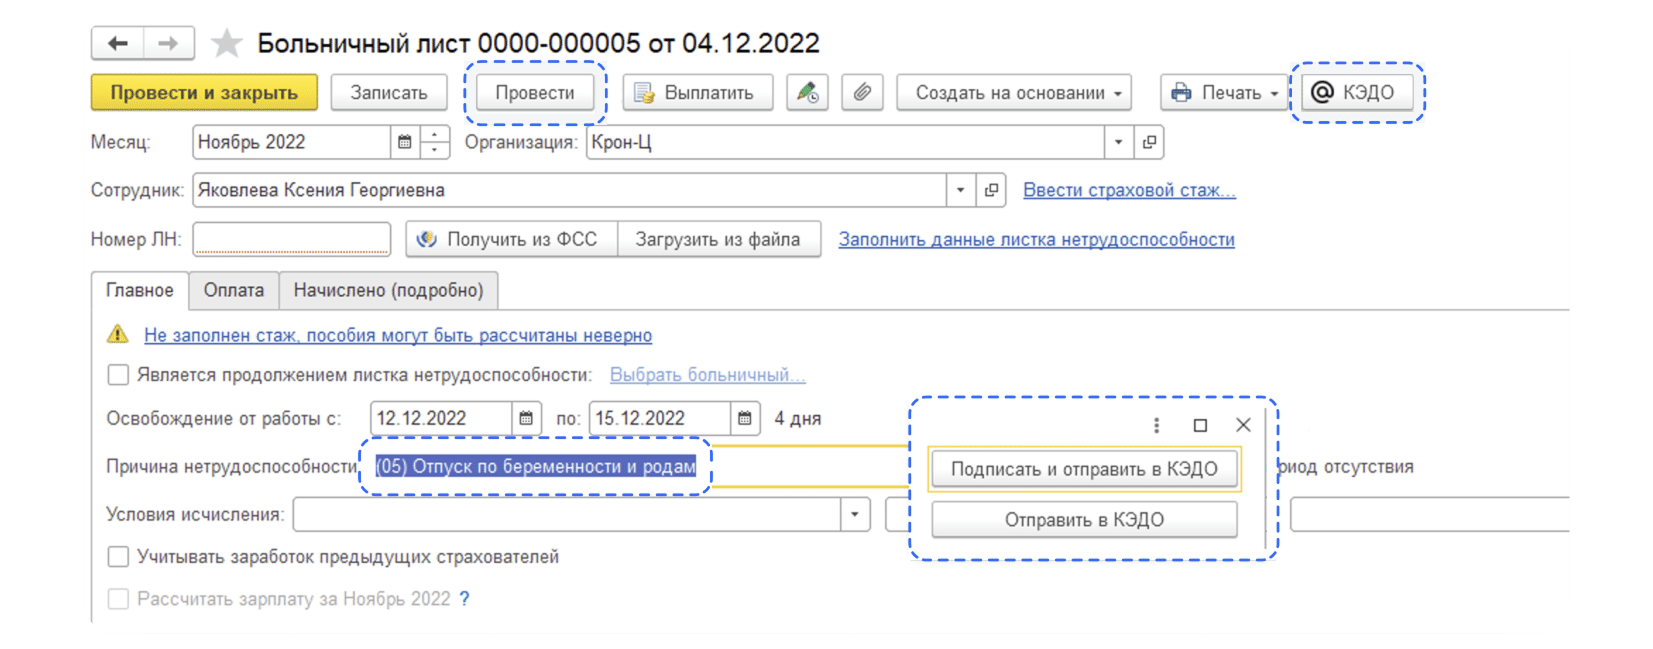 Больничный лист 0000-000005 от 04.12.2022
Провести и закрыть Записать Провести Выплатить Создать на основании Печать @ КЭДО
Месяц: Ноябрь 2022 Организация: Крон-Ц
Сотрудник: Яковлева Ксения Георгиевна Ввести страховой стаж...
Номер ЛН: Получить из ФСС Загрузить из файла Заполнить данные листка нетрудоспособности
Главное Оплата Начислено (подробно)
Не заполнен стаж, пособия могут быть рассчитаны неверно
Является продолжением листка нетрудоспособности: Выбрать больничный...
Освобождение от работы с: 12.12.2022 по: 15.12.2022 4 дня
Причина нетрудоспособности (05) Отпуск по беременности и родам Подписать и отправить в КЭДО риод отсутствия
Условия исчисления: Отправить в КЭДО
Учитывать заработок предыдущих страхователей
Рассчитать зарплату за Ноябрь 2022 ?